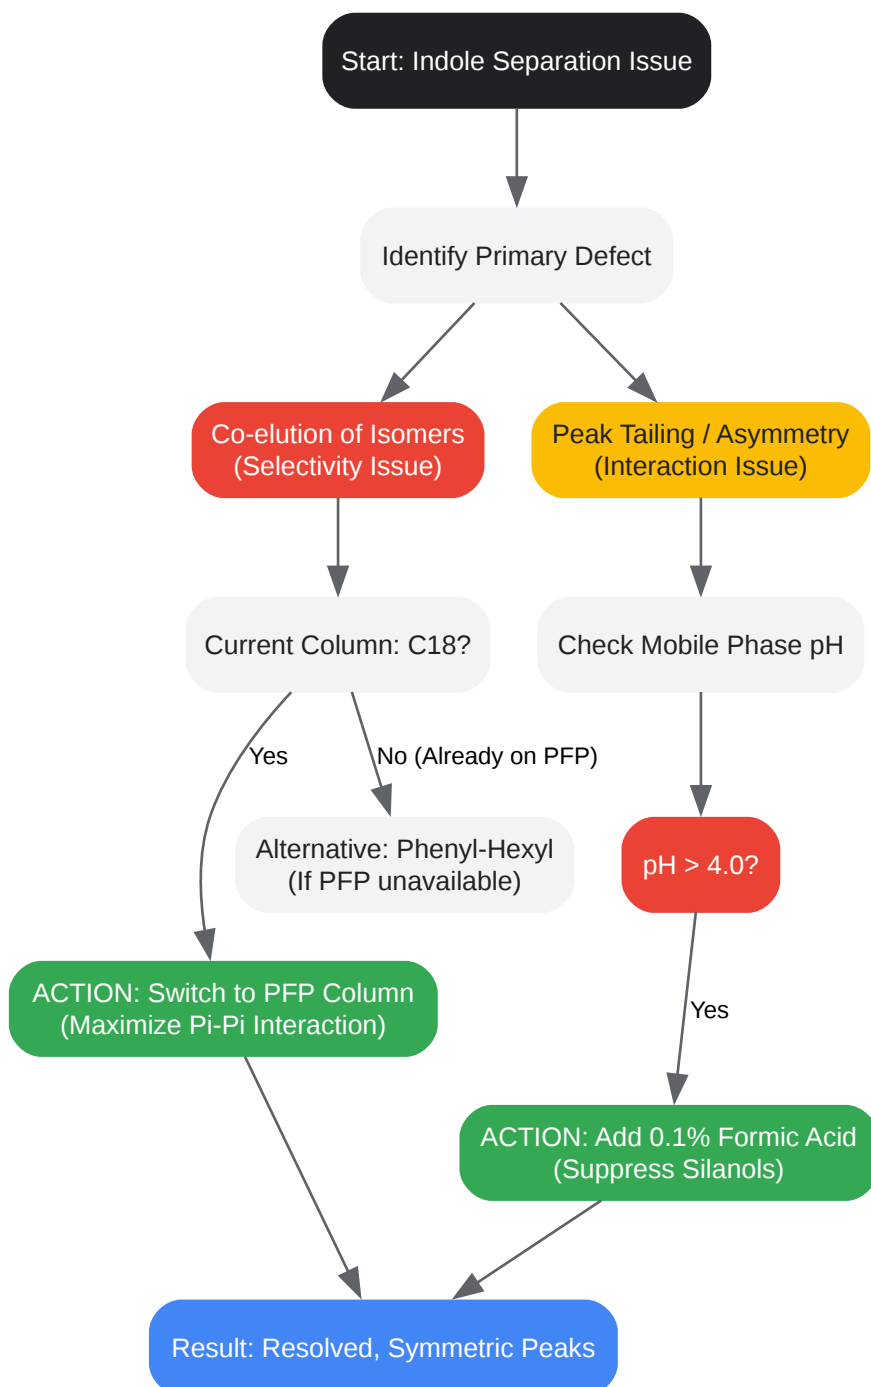 Start: Indole Separation Issue
Identify Primary Defect
Co-elution of Isomers
(Selectivity Issue)
Peak Tailing / Asymmetry
(Interaction Issue)
Current Column: C18?
Check Mobile Phase pH
Yes
No (Already on PFP)
Alternative: Phenyl-Hexyl
(If PFP unavailable)
pH > 4.0?
ACTION: Switch to PFP Column
(Maximize Pi-Pi Interaction)
Yes
ACTION: Add 0.1% Formic Acid
(Suppress Silanols)
Result: Resolved, Symmetric Peaks